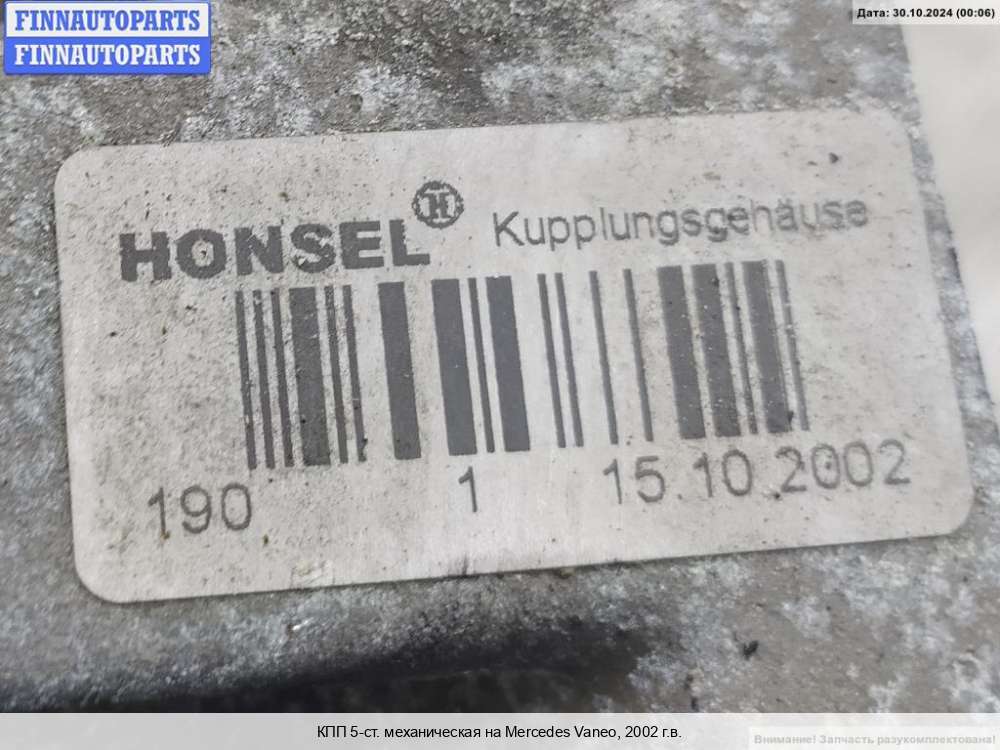 FINNAUTOPARTS
FINNAUTOPARTS
Дата: 30.10.2024 (00:06)
HONSEL® Kupplungsgehäuse
190 1 15.10.2002
КПП 5-ст. механическая на Mercedes Vaneo, 2002 г.в.
Внимание! Запчасть разукомплектована!